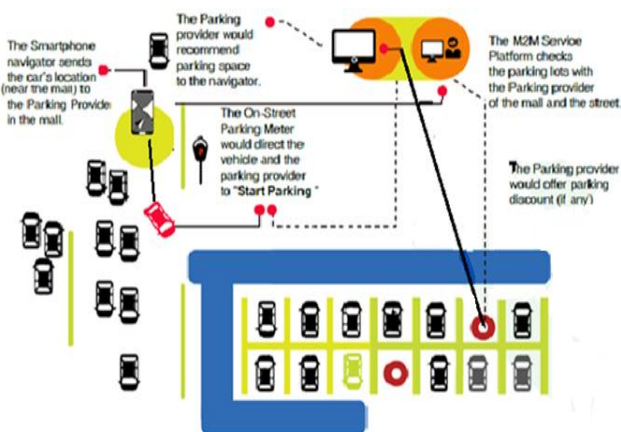 The Smartphone
navigator sends
the car's location
(near the mall) to
the Parking Provide
in the mall.
The Parking
provider would
recommend
parking space
to the navigator.
The On-Street
Parking Meter
would direct the
vehicle and the
parking provider
to "Start Parking "
The M2M Service
Platform checks
the parking lots with
the Parking provider
of the mall and the street.
The Parking provider
would offer parking
discount (if any)